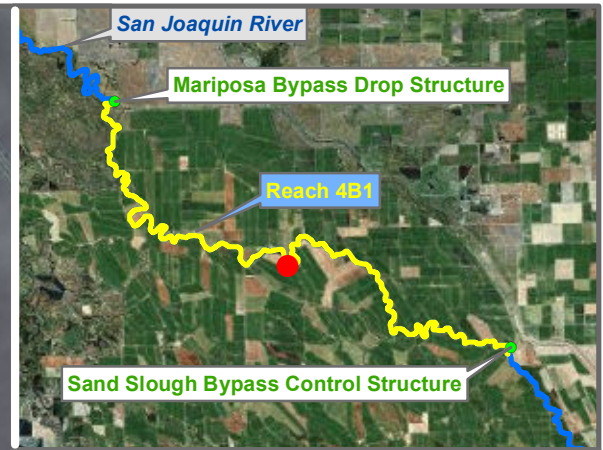 San Joaquin River
Mariposa Bypass Drop Structure
Reach 4B1
Sand Slough Bypass Control Structure